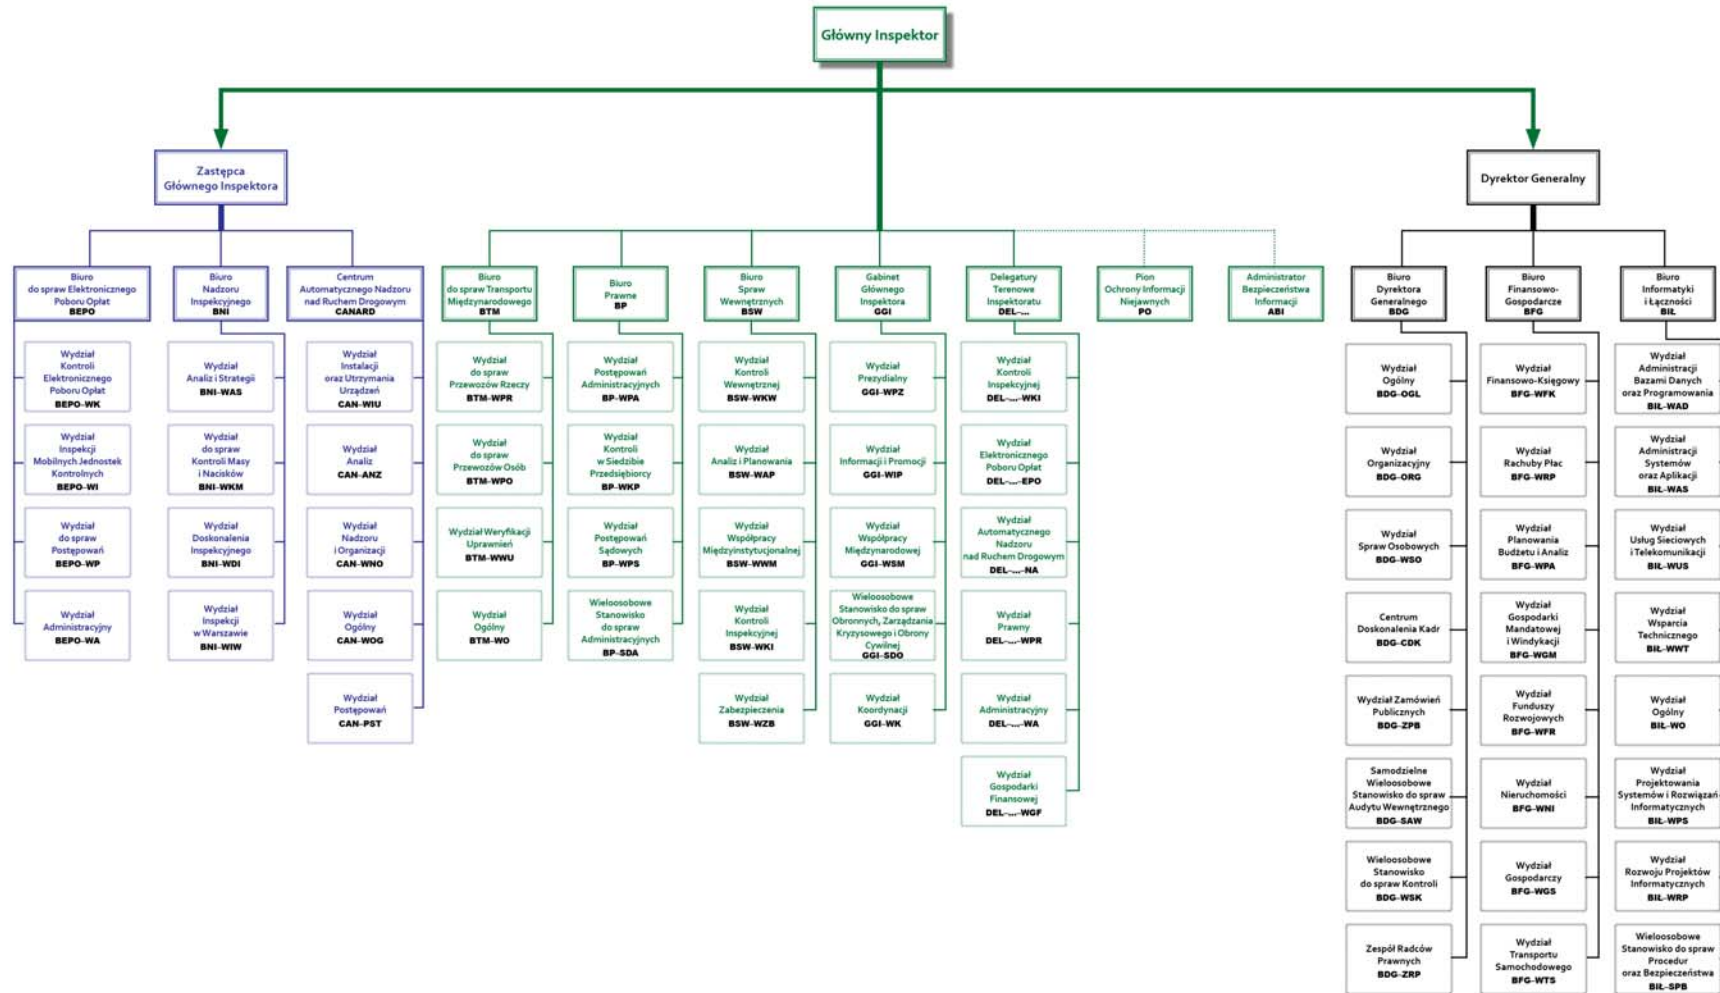 Główny Inspektor
Zastępca
Głównego Inspektora
Dyrektor Generalny
Biuro
do spraw Elektronicznego
Poboru Opłat
BEPO
Biuro
Nadzoru
Inspekcyjnego
BNI
Centrum
Automatycznego Nadzoru
nad Ruchem Drogowym
CANARD
Biuro
do spraw Transportu
Międzynarodowego
BTM
Biuro
Prawne
BP
Biuro
Spraw
Wewnętrznych
BSW
Gabinet
Głównego
Inspektora
GGI
Delegatury
Terenowe
Inspektoratu
DEL-...
Pion
Ochrony Informacji
Niejawnych
PO
Administrator
Bezpieczeństwa
Informacji
ABI
Biuro
Dyrektora
Generalnego
BDG
Biuro
Finansowo-
Gospodarcze
BFG
Biuro
Informatyki
i Łączności
BIŁ
Wydział
Kontroli
Elektronicznego
Poboru Opłat
BEPO-WK
Wydział
Inspekcji
Mobilnych Jednostek
Kontrolnych
BEPO-WI
Wydział
do spraw
Postępowań
BEPO-WP
Wydział
Administracyjny
BEPO-WA
Wydział
Analiz i Strategii
BNI-WAS
Wydział
do spraw
Kontroli Masy
i Nacisków
BNI-WKM
Wydział
Doskonalenia
Inspekcyjnego
BNI-WDI
Wydział
Inspekcji
w Warszawie
BNI-WIW
Wydział
Instalacji
oraz Utrzymania
Urządzeń
CAN-WIU
Wydział
Analiz
CAN-ANZ
Wydział
Nadzoru
i Organizacji
CAN-WNO
Wydział
Ogólny
CAN-WOG
Wydział
Postępowań
CAN-PST
Wydział
do spraw
Przewozów Rzeczy
BTM-WPR
Wydział
do spraw
Przewozów Osób
BTM-WPO
Wydział Weryfikacji
Uprawnień
BTM-WWU
Wydział
Ogólny
BTM-WO
Wydział
Postępowań
Administracyjnych
BP-WPA
Wydział
Kontroli
w Siedzibie
Przedsiębiorcy
BP-WKP
Wydział
Postępowań
Sądowych
BP-WPS
Wieloosobowe
Stanowisko
do spraw
Administracyjnych
BP-SDA
Wydział
Kontroli
Wewnętrznej
BSW-WKW
Wydział
Analiz i Planowania
BSW-WAP
Wydział
Współpracy
Międzyinstytucjonalnej
BSW-WWM
Wydział
Kontroli
Inspekcyjnej
BSW-WKI
Wydział
Zabezpieczenia
BSW-WZB
Wydział
Prezydialny
GGI-WPZ
Wydział
Informacji i Promocji
GGI-WIP
Wydział
Współpracy
Międzynarodowej
GGI-WSM
Wieloosobowe
Stanowisko do spraw
Obronnych, Zarządzania
Kryzysowego i Obrony
Cywilnej
GGI-SDO
Wydział
Koordynacji
GGI-WK
Wydział
Kontroli
Inspekcyjnej
DEL-...-WKI
Wydział
Elektronicznego
Poboru Opłat
DEL-...-EPO
Wydział
Automatycznego
Nadzoru
nad Ruchem Drogowym
DEL-...-NA
Wydział
Prawny
DEL-...-WPR
Wydział
Administracyjny
DEL-...-WA
Wydział
Gospodarki
Finansowej
DEL-...-WGF
Wydział
Ogólny
BDG-OGL
Wydział
Organizacyjny
BDG-ORG
Wydział
Spraw Osobowych
BDG-WSO
Centrum
Doskonalenia Kadr
BDG-CDK
Wydział Zamówień
Publicznych
BDG-ZPB
Samodzielne
Wieloosobowe
Stanowisko do spraw
Audytu Wewnętrznego
BDG-SAW
Wieloosobowe
Stanowisko
do spraw Kontroli
BDG-WSK
Zespół Radców
Prawnych
BDG-ZRP
Wydział
Finansowo-Księgowy
BFG-WFK
Wydział
Rachuby Płac
BFG-WRP
Wydział
Planowania
Budżetu i Analiz
BFG-WPA
Wydział
Gospodarki
Mandatowej
i Windykacji
BFG-WGM
Wydział
Funduszy
Rozwojowych
BFG-WFR
Wydział
Nieruchomości
BFG-WNI
Wydział
Gospodarczy
BFG-WGS
Wydział
Transportu
Samochodowego
BFG-WTS
Wydział
Administracji
Bazami Danych
oraz Programowania
BIŁ-WAD
Wydział
Administracji
Systemów
oraz Aplikacji
BIŁ-WAS
Wydział
Usług Sieciowych
i Telekomunikacji
BIŁ-WUS
Wydział
Wsparcia
Technicznego
BIŁ-WWT
Wydział
Ogólny
BIŁ-WO
Wydział
Projektowania
Systemów i Rozwiązań
Informatycznych
BIŁ-WPS
Wydział
Rozwoju Projektów
Informatycznych
BIŁ-WRP
Wieloosobowe
Stanowisko do spraw
Procedur
oraz Bezpieczeństwa
BIŁ-SPB